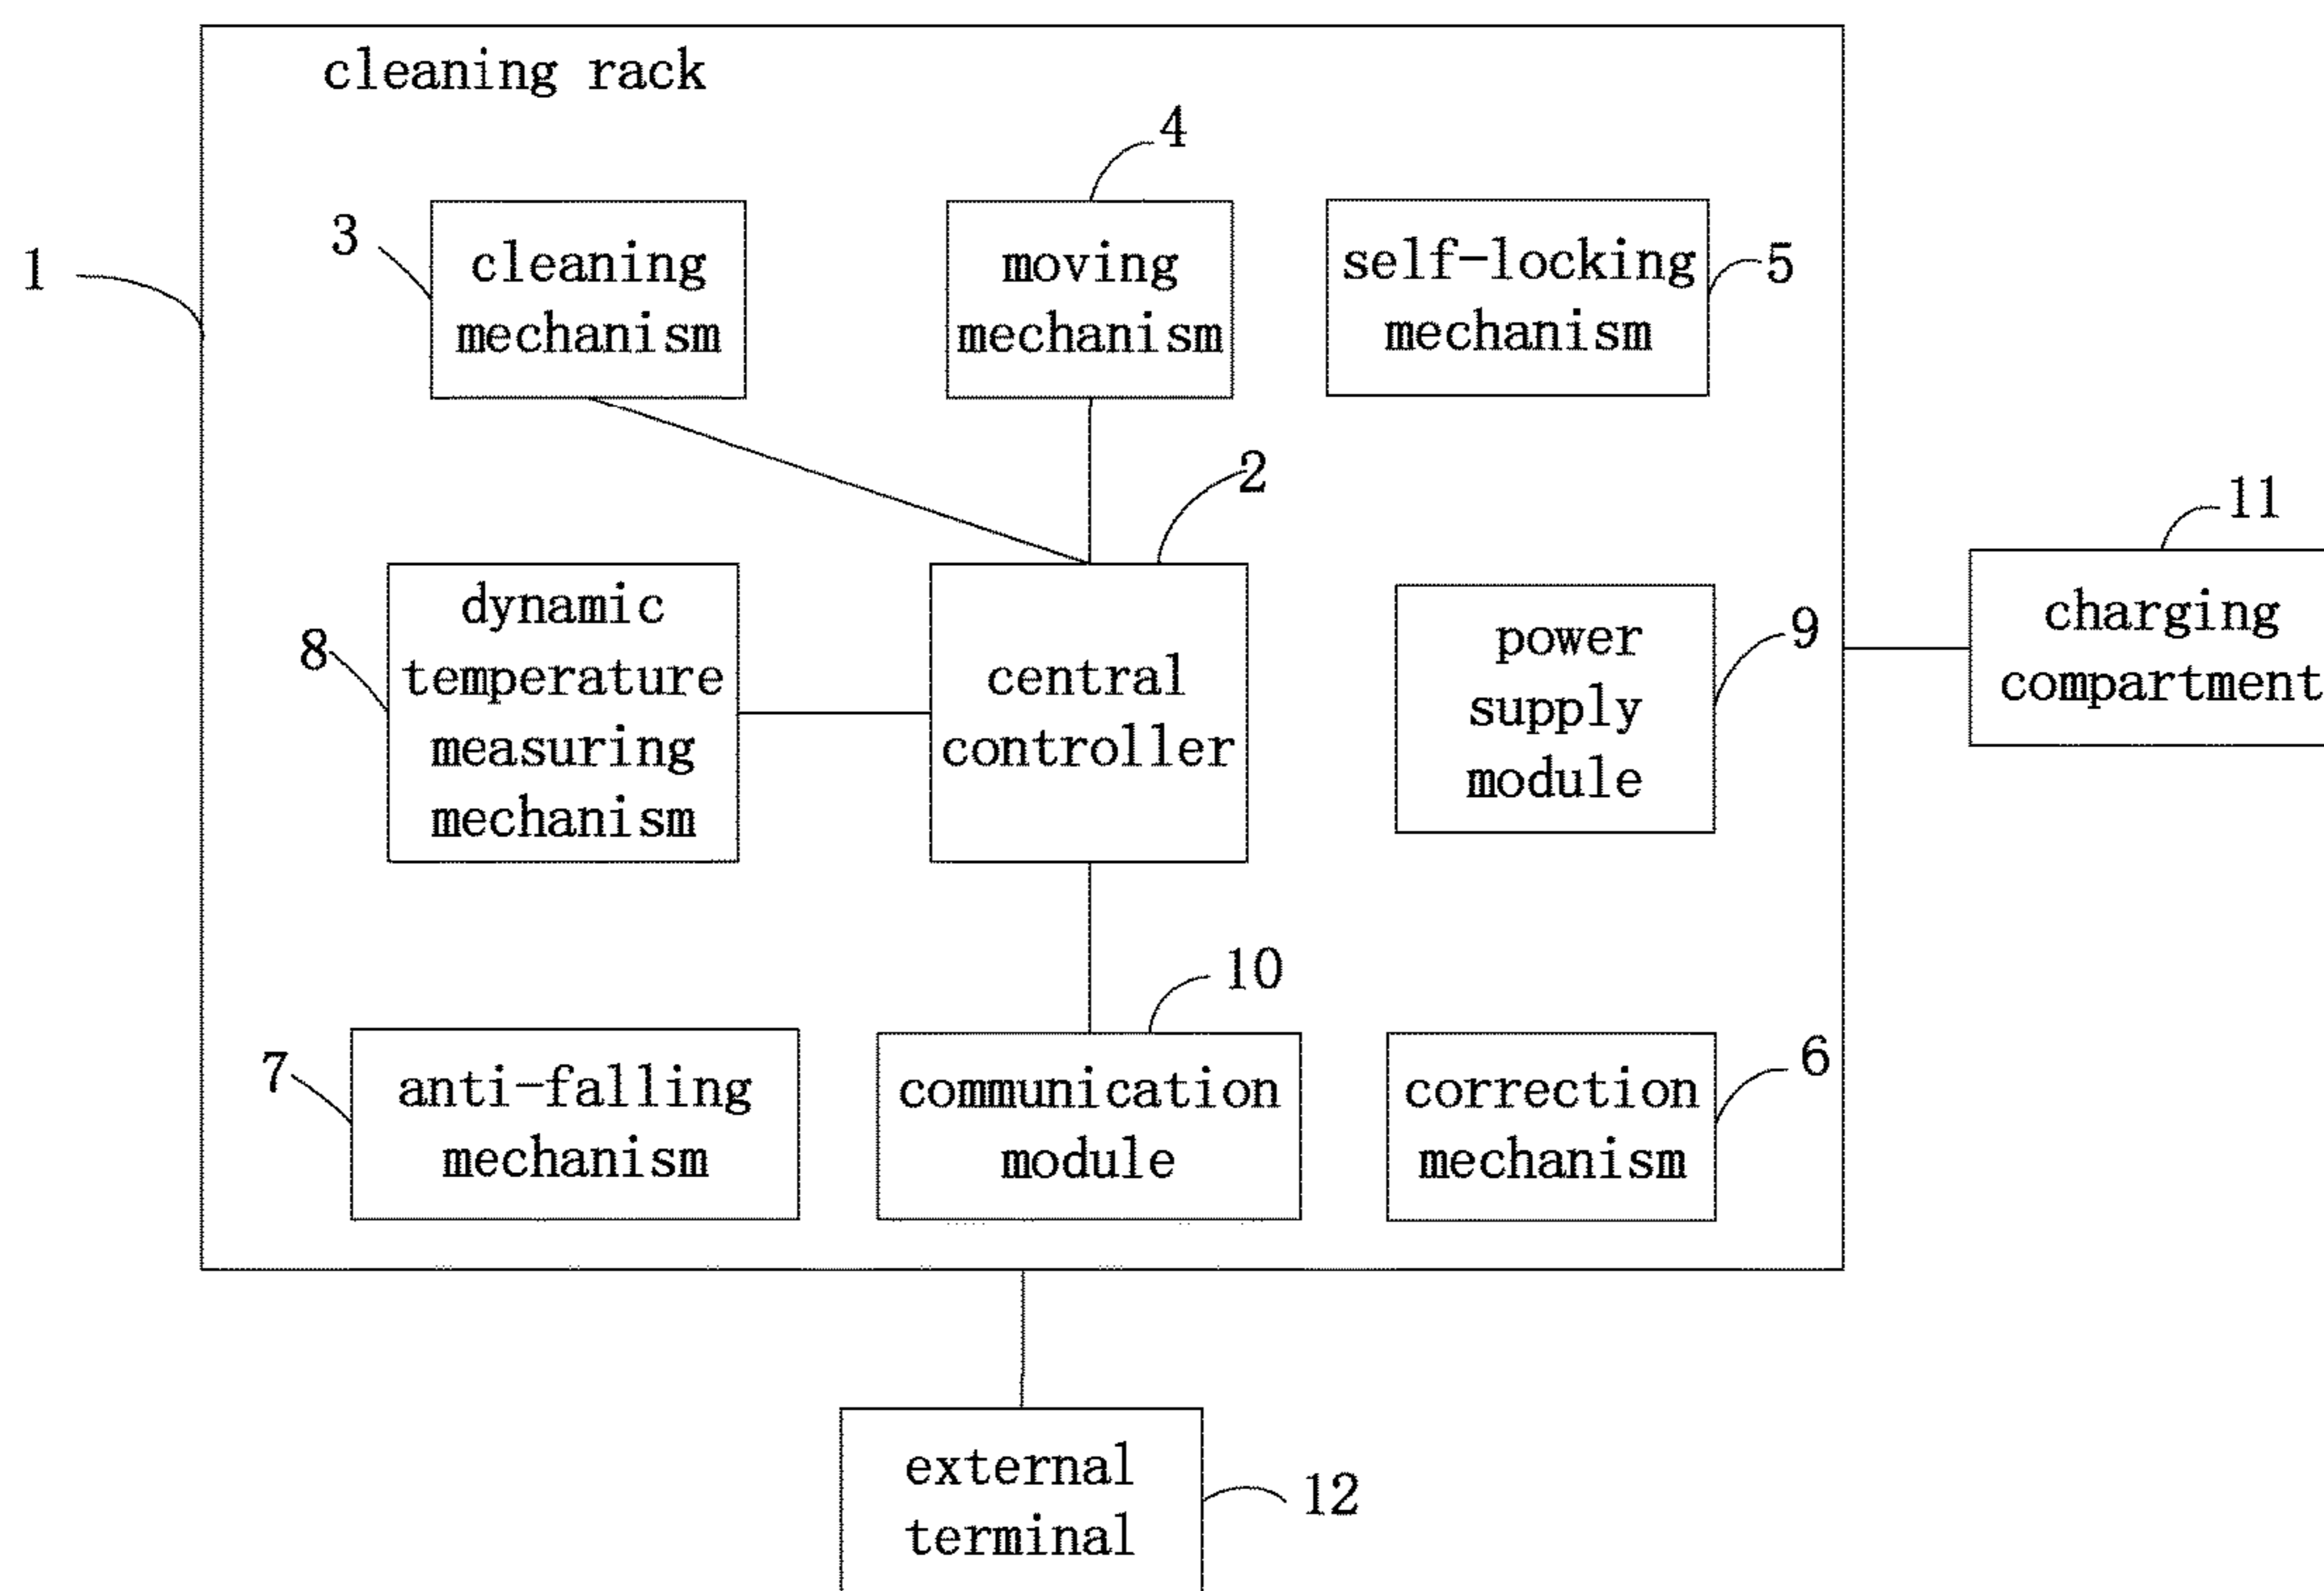 cleaning rack
4
3
cleaning
mechanism
moving
mechanism
self-locking
mechanism
5
1
2
11
8
dynamic
temperature
measuring
mechanism
central
controller
power
supply
module
9
charging
compartment
10
7
anti-falling
mechanism
communication
module
correction
mechanism
6
external
terminal
12